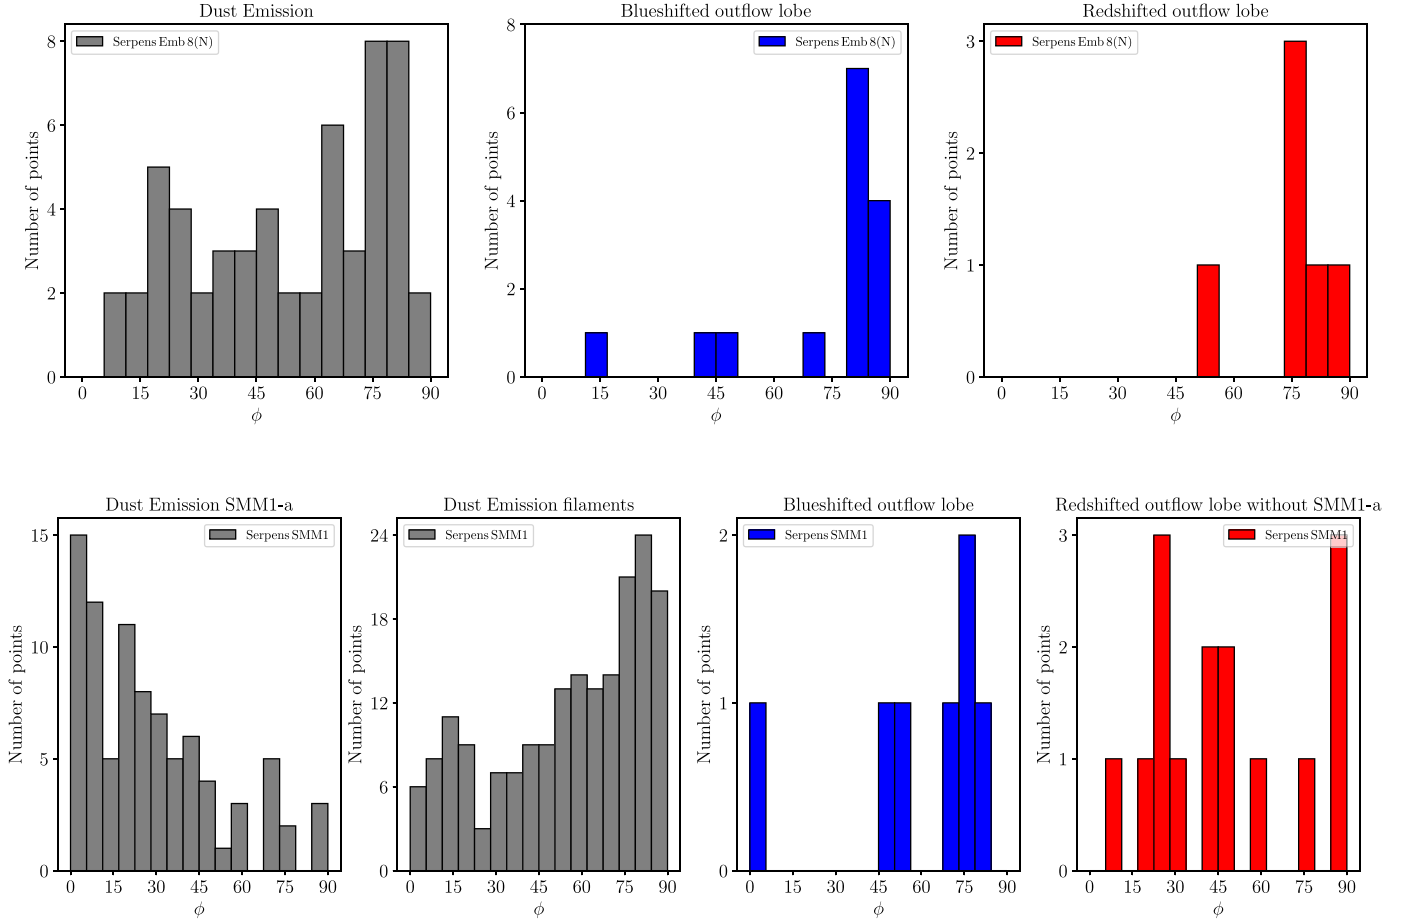 Dust Emission
Serpens Emb 8(N)
Number of points
8
6
4
2
0
0 15 30 45 60 75 90
ϕ
Blueshifted outflow lobe
Serpens Emb 8(N)
Number of points
8
6
4
2
0
0 15 30 45 60 75 90
ϕ
Redshifted outflow lobe
Serpens Emb 8(N)
Number of points
3
2
1
0
0 15 30 45 60 75 90
ϕ
Dust Emission SMM1-a
Serpens SMM1
Number of points
15
10
5
0
0 15 30 45 60 75 90
ϕ
Dust Emission filaments
Serpens SMM1
Number of points
24
18
12
6
0
0 15 30 45 60 75 90
ϕ
Blueshifted outflow lobe
Serpens SMM1
Number of points
2
1
0
0 15 30 45 60 75 90
ϕ
Redshifted outflow lobe without SMM1-a
Serpens SMM1
Number of points
3
2
1
0
0 15 30 45 60 75 90
ϕ